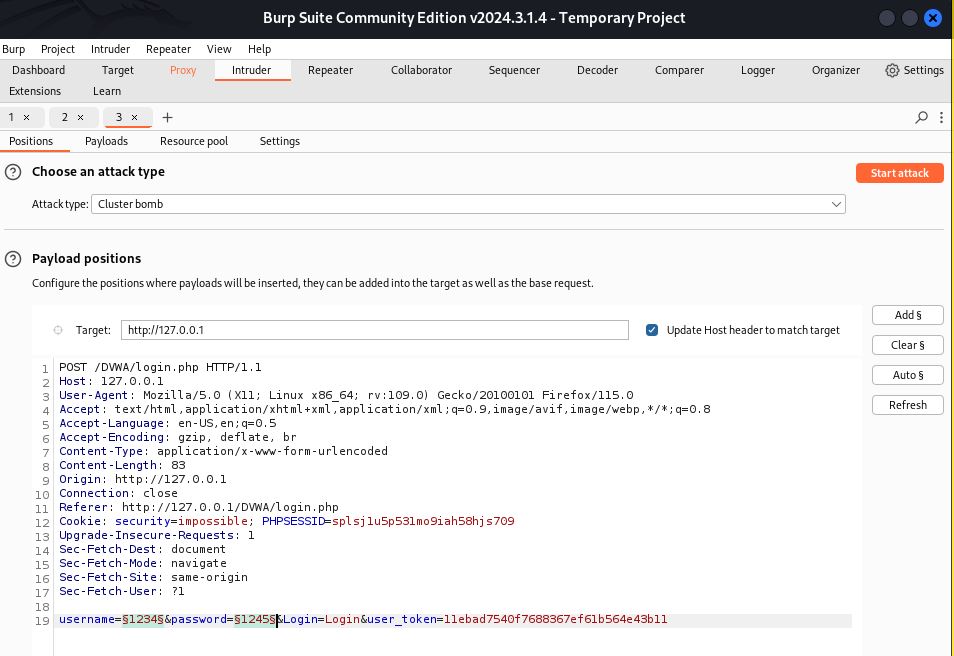 Burp Suite Community Edition v2024.3.1.4 - Temporary Project
Burp Project Intruder Repeater View Help
Dashboard Target Proxy Intruder Repeater Collaborator Sequencer Decoder Comparer Logger Organizer Settings
Extensions Learn
1 × 2 × 3 × +
Positions Payloads Resource pool Settings
? Choose an attack type Start attack
Attack type: Cluster bomb
? Payload positions
Configure the positions where payloads will be inserted, they can be added into the target as well as the base request.
Target: http://127.0.0.1 Update Host header to match target
Add §
Clear §
Auto §
Refresh
1 POST /DVWA/login.php HTTP/1.1
2 Host: 127.0.0.1
3 User-Agent: Mozilla/5.0 (X11; Linux x86_64; rv:109.0) Gecko/20100101 Firefox/115.0
4 Accept: text/html,application/xhtml+xml,application/xml;q=0.9,image/avif,image/webp,*/*;q=0.8
5 Accept-Language: en-US,en;q=0.5
6 Accept-Encoding: gzip, deflate, br
7 Content-Type: application/x-www-form-urlencoded
8 Content-Length: 83
9 Origin: http://127.0.0.1
10 Connection: close
11 Referer: http://127.0.0.1/DVWA/login.php
12 Cookie: security=impossible; PHPSESSID=splsj1u5p531mo9iah58hjs709
13 Upgrade-Insecure-Requests: 1
14 Sec-Fetch-Dest: document
15 Sec-Fetch-Mode: navigate
16 Sec-Fetch-Site: same-origin
17 Sec-Fetch-User: ?1
18
19 username=§1234§&password=§1245§&Login=Login&user_token=11ebad7540f7688367ef61b564e43b11